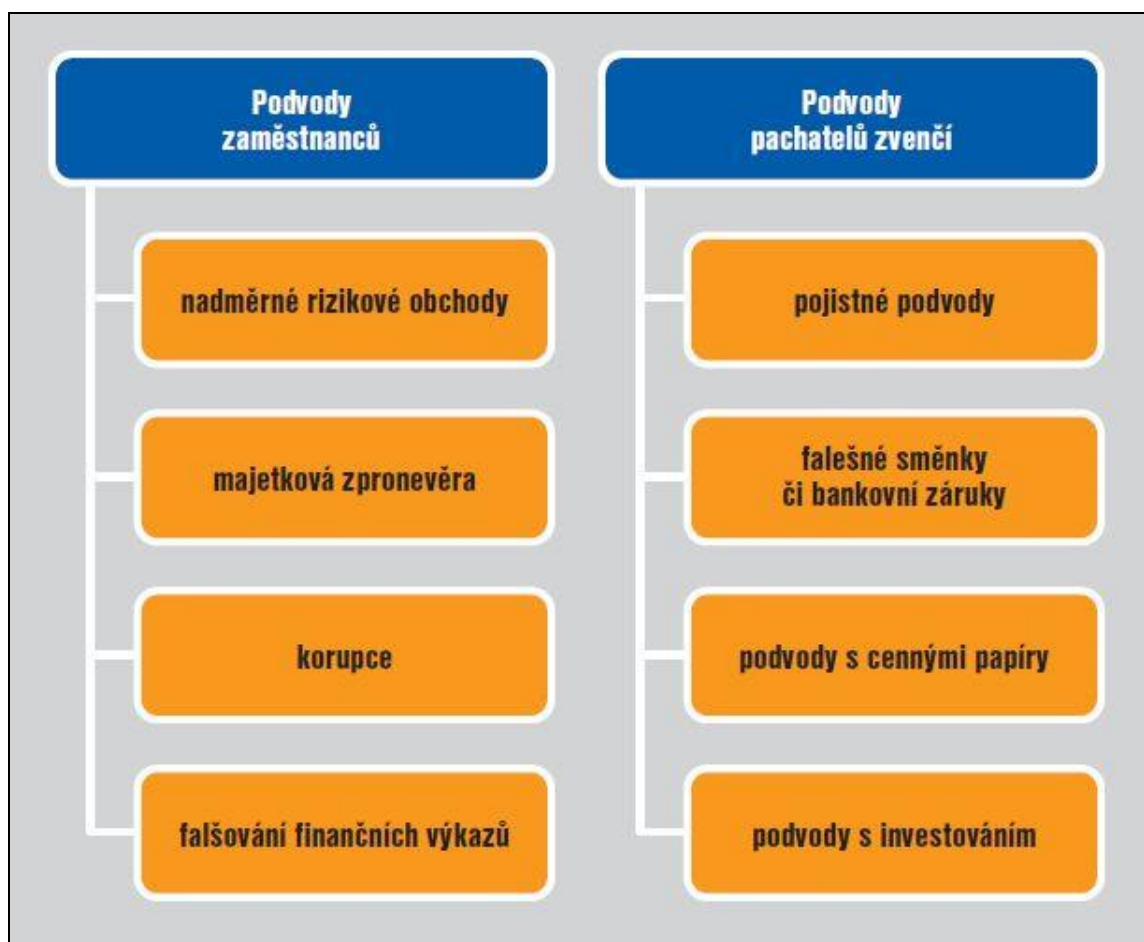 Podvody
zaměstnanců
nadměrné rizikové obchody
majetková zpronevěra
korupce
falšování finančních výkazů
Podvody
pachatelů zvenčí
pojistné podvody
falešné směnky
či bankovní záruky
podvody s cennými papíry
podvody s investováním